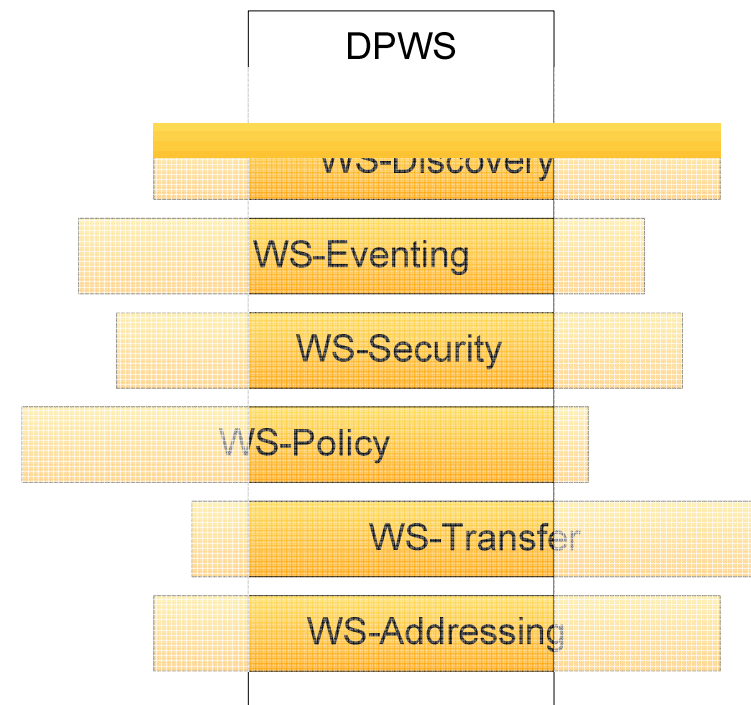 DPWS
WS-Discovery
WS-Eventing
WS-Security
WS-Policy
WS-Transfer
WS-Addressing